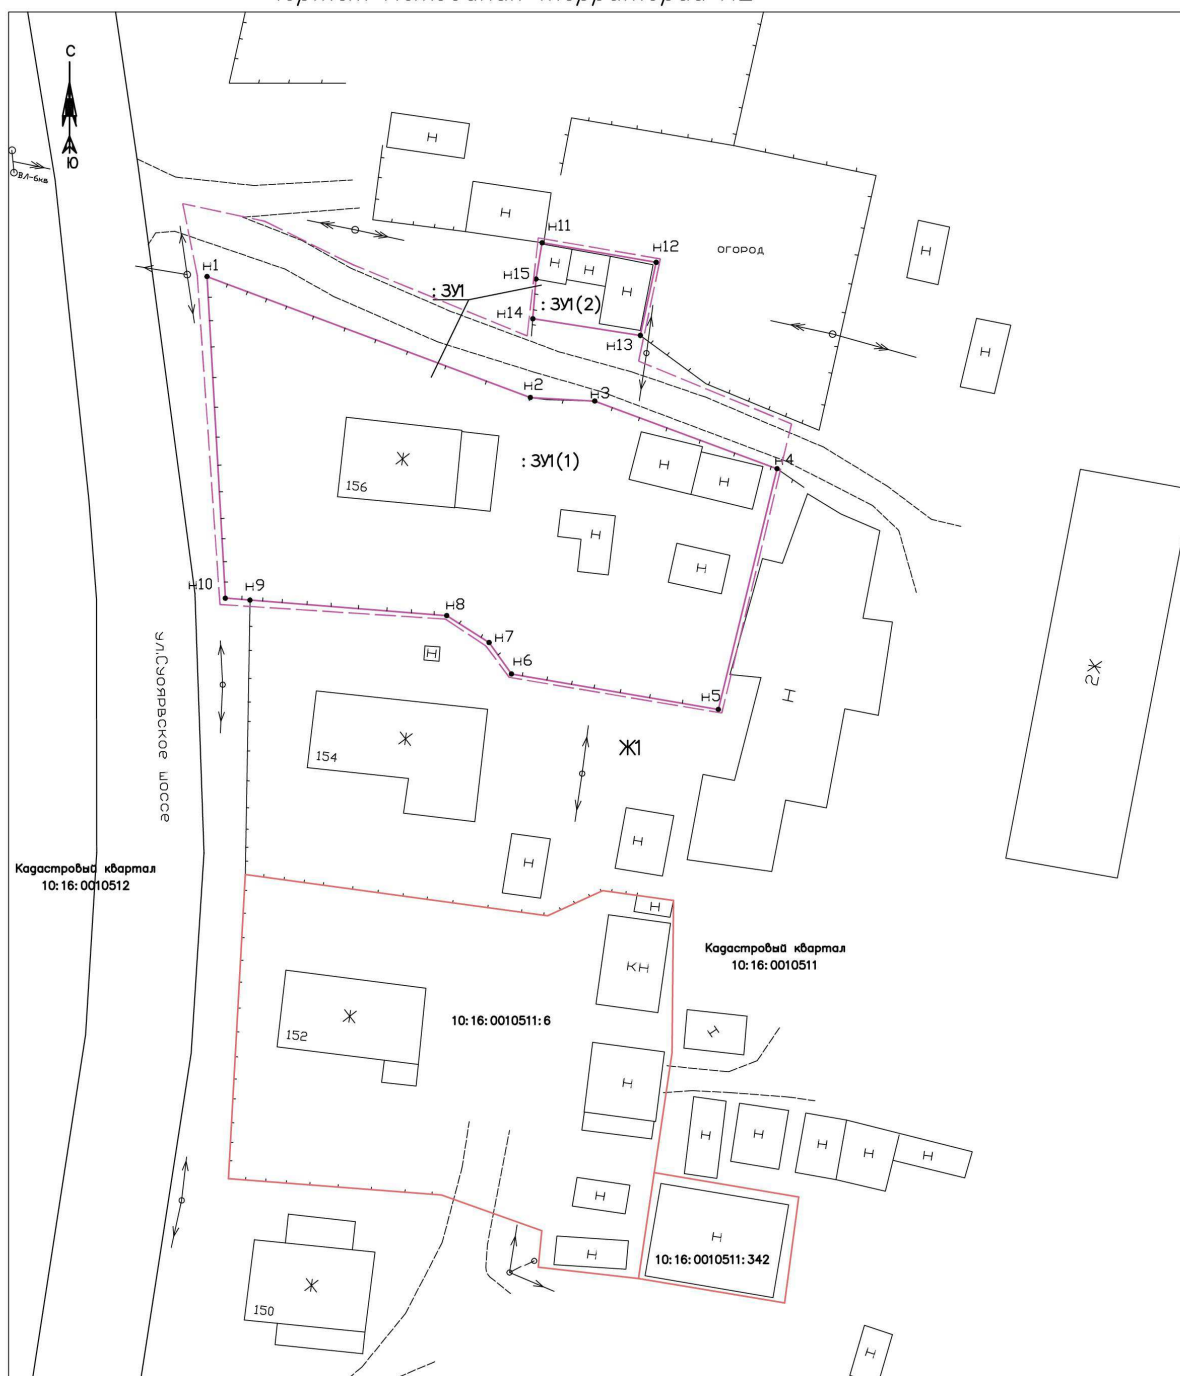 С
Ю
ВЛ-6кв
Н
Н
н11
н12
ОГОРОД
Н
н1
н15
Н
Н
Н
:ЗУ1
:ЗУ1(2)
н14
н13
Н
н2
н3
н4
Ж
156
:ЗУ1(1)
Н
Н
Н
Н
н10
н9
н8
н7
Н
н6
н5
Н
Ж2
ул.Суоярвское шоссе
Ж
154
Ж1
Н
Н
Кадастровый квартал
10:16:0010512
Н
КН
Кадастровый квартал
10:16:0010511
Ж
152
10:16:0010511:6
Н
Н
Н
Н
Н
Н
Н
Н
Н
Н
10:16:0010511:342
Ж
150
Н